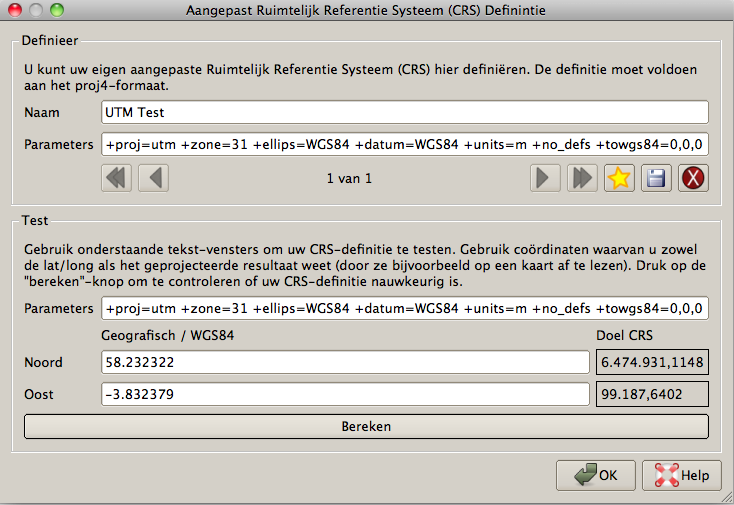 Aangepast Ruimtelijk Referentie Systeem (CRS) Definintie
Definieer
U kunt uw eigen aangepaste Ruimtelijk Referentie Systeem (CRS) hier definiëren. De definitie moet voldoen
aan het proj4-formaat.
Naam UTM Test
Parameters +proj=utm +zone=31 +ellips=WGS84 +datum=WGS84 +units=m +no_defs +towgs84=0,0,0
1 van 1
Test
Gebruik onderstaande tekst-vensters om uw CRS-definitie te testen. Gebruik coördinaten waarvan u zowel
de lat/long als het geprojecteerde resultaat weet (door ze bijvoorbeeld op een kaart af te lezen). Druk op de
"bereken"-knop om te controleren of uw CRS-definitie nauwkeurig is.
Parameters +proj=utm +zone=31 +ellips=WGS84 +datum=WGS84 +units=m +no_defs +towgs84=0,0,0
Geografisch / WGS84 Doel CRS
Noord 58.232322 6.474.931,1148
Oost -3.832379 99.187,6402
Bereken
OK Help